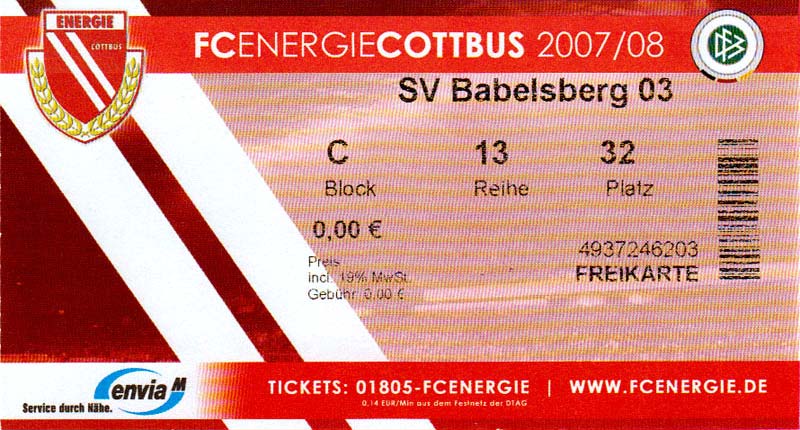 ENERGIE
COTTBUS
FCENERGIECOTTBUS 2007/08
DFB
SV Babelsberg 03
C 13 32
Block Reihe Platz
0,00 €
4937246203
Preis
incl. 19% MwSt.
FREIKARTE
Gebühr 0,00 €
enviaM
Service durch Nähe.
TICKETS: 01805-FCENERGIE | WWW.FCENERGIE.DE
0,14 EUR/Min aus dem Festnetz der DTAG